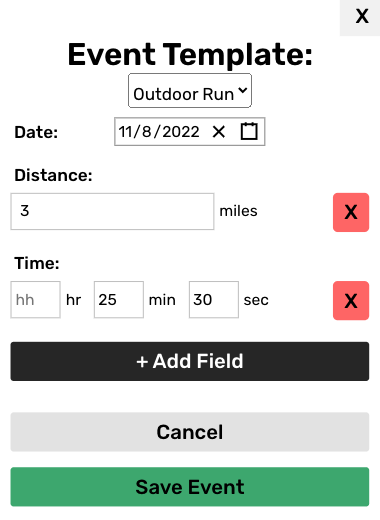 X
Event Template:
Outdoor Run
Date: 11/8/2022 ×
Distance:
3 miles X
Time:
hh hr 25 min 30 sec X
+ Add Field
Cancel
Save Event